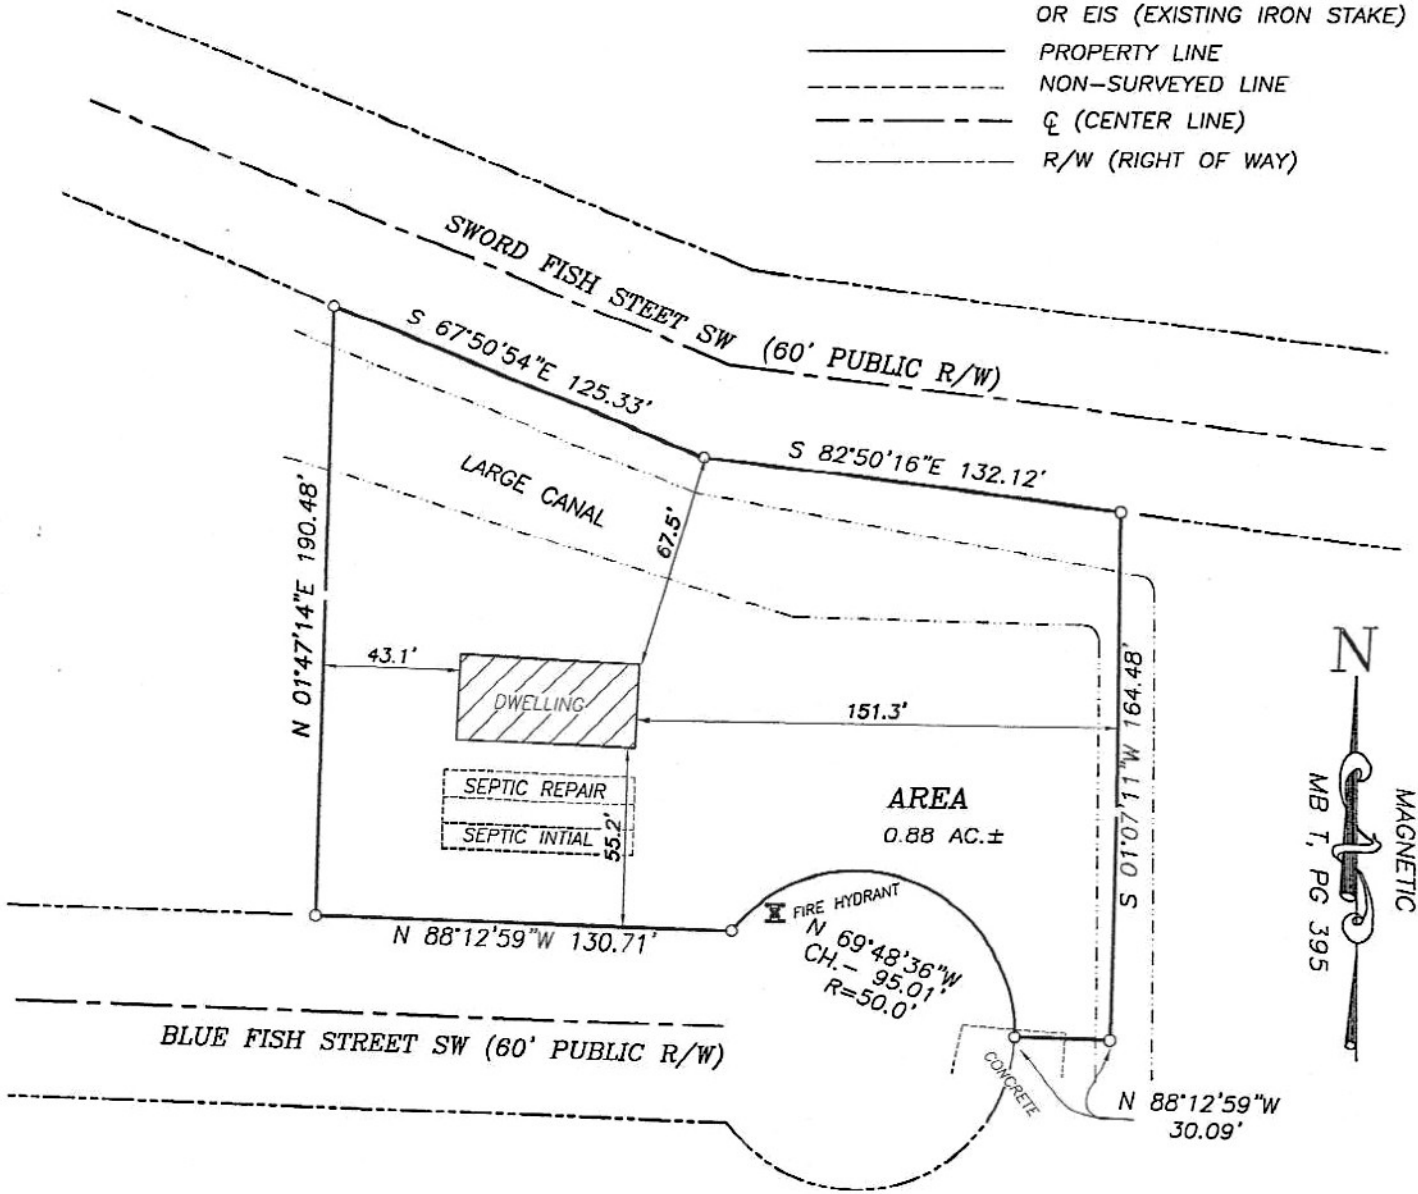 OR EIS (EXISTING IRON STAKE)
PROPERTY LINE
NON-SURVEYED LINE
℄ (CENTER LINE)
R/W (RIGHT OF WAY)
SWORD FISH STEET SW (60' PUBLIC R/W)
S 67°50'54"E 125.33'
S 82°50'16"E 132.12'
LARGE CANAL
67.5'
N 01°47'14"E 190.48'
43.1'
DWELLING
151.3'
S 01°07'11"W 164.48'
SEPTIC REPAIR
SEPTIC INTIAL
55.2'
AREA
0.88 AC.±
N
MAGNETIC
MB T, PG 395
FIRE HYDRANT
N 69°48'36"W
CH.- 95.01'
R=50.0'
N 88°12'59"W 130.71'
BLUE FISH STREET SW (60' PUBLIC R/W)
CONCRETE
N 88°12'59"W
30.09'